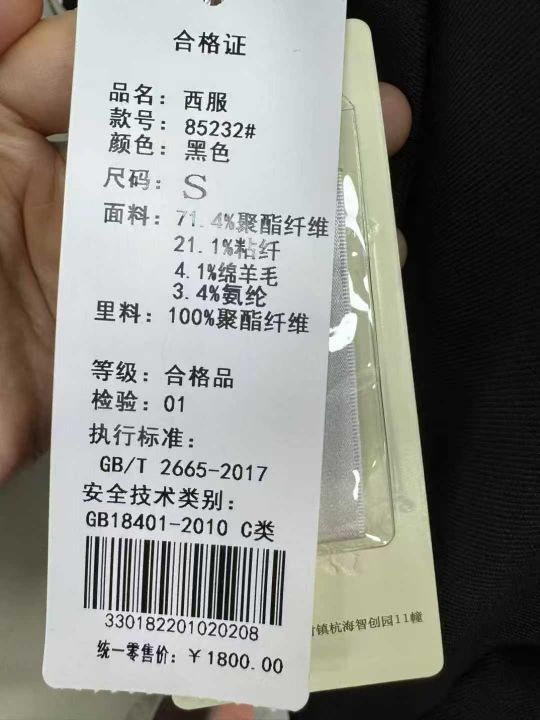 合格证
品名：西服
款号：85232#
颜色：黑色
尺码：S
面料：71.4%聚酯纤维
21.1%粘纤
4.1%绵羊毛
3.4%氨纶
里料：100%聚酯纤维
等级：合格品
检验：01
执行标准：
GB/T 2665-2017
安全技术类别：
GB18401-2010 C类
330182201020208
统一零售价：￥1800.00
镇杭海智创园11幢